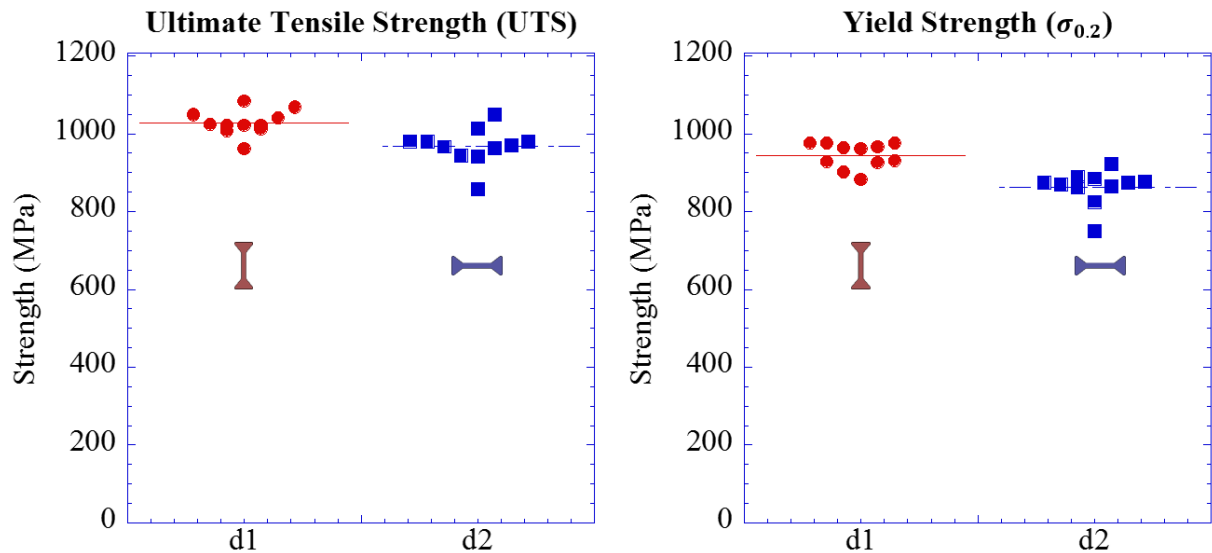 Ultimate Tensile Strength (UTS)
Strength (MPa)
1200
1000
800
600
400
200
0
d1 d2
Yield Strength (σ0.2)
Strength (MPa)
1200
1000
800
600
400
200
0
d1 d2